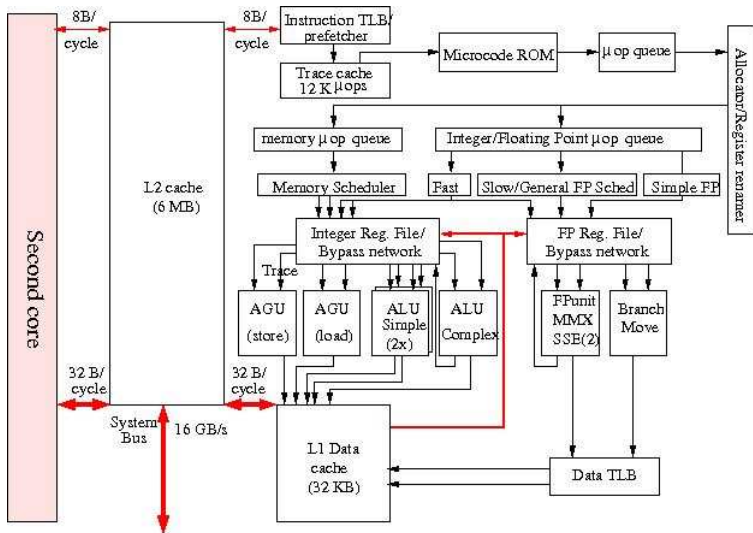 8B/
cycle
8B/
cycle
Instruction TLB/
prefetcher
Trace cache
12 K μops
Microcode ROM
μop queue
Allocator/Register renamer
memory μop queue
Integer/Floating Point μop queue
L2 cache
(6 MB)
Memory Scheduler
Fast
Slow/General FP Sched
Simple FP
Second core
Integer Reg. File/
Bypass network
FP Reg. File/
Bypass network
Trace
AGU
(store)
AGU
(load)
ALU
Simple
(2x)
ALU
Complex
FPunit
MMX
SSE(2)
Branch
Move
32 B/
cycle
32 B/
cycle
System
Bus
16 GB/s
L1 Data
cache
(32 KB)
Data TLB